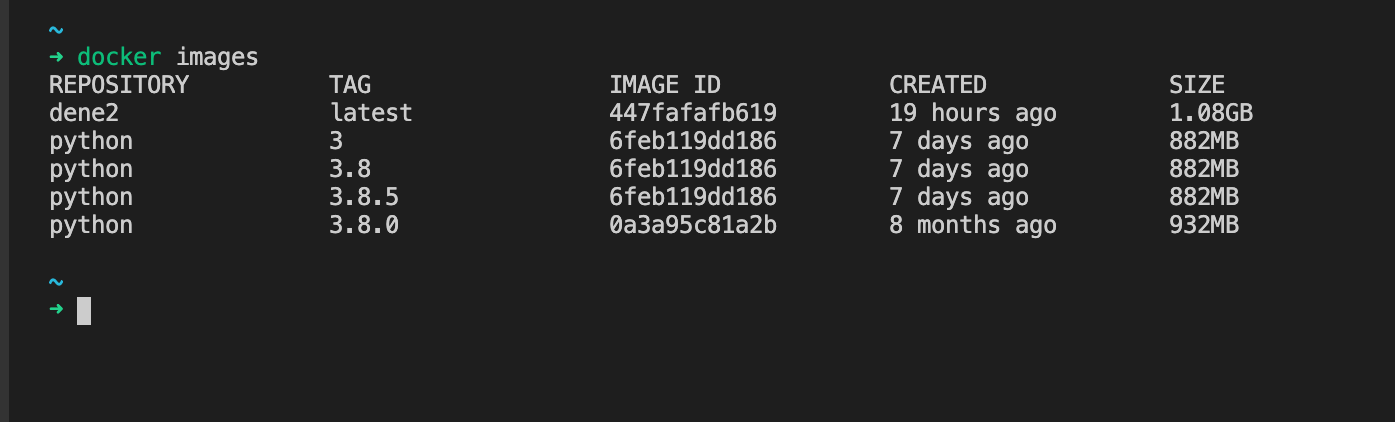 ~
➜ docker images
REPOSITORY TAG IMAGE ID CREATED SIZE
dene2 latest 447fafafb619 19 hours ago 1.08GB
python 3 6feb119dd186 7 days ago 882MB
python 3.8 6feb119dd186 7 days ago 882MB
python 3.8.5 6feb119dd186 7 days ago 882MB
python 3.8.0 0a3a95c81a2b 8 months ago 932MB
~
➜